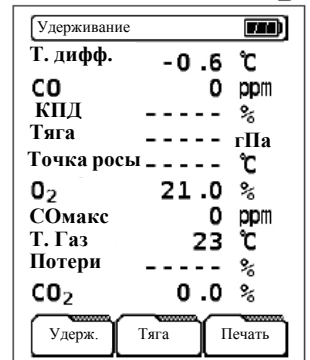 Удерживание
Т. дифф. -0.6 ℃
CO 0 ppm
КПД ----- %
Тяга ----- гПа
Точка росы ----- ℃
O₂ 21.0 %
СОмакс 0 ppm
Т. Газ 23 ℃
Потери ----- %
CO₂ 0.0 %
Удерж. Тяга Печать